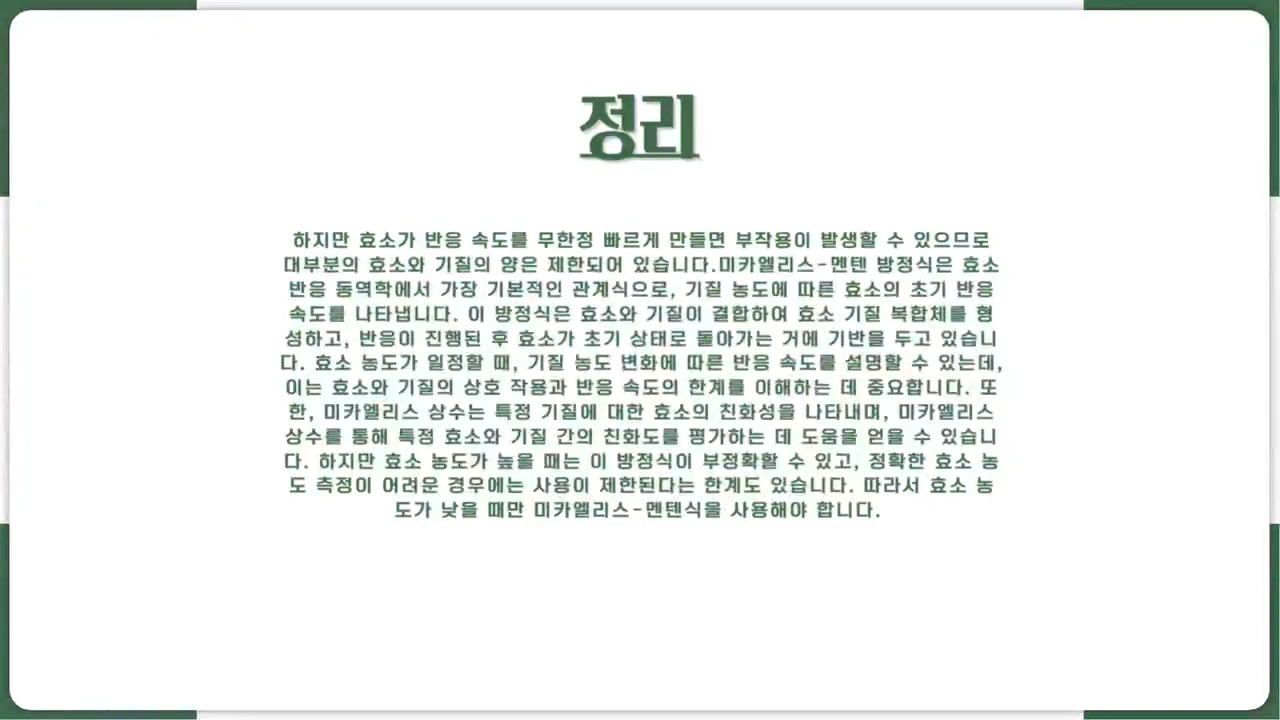 정리
하지만 효소가 반응 속도를 무한정 빠르게 만들면 부작용이 발생할 수 있으므로
대부분의 효소와 기질의 양은 제한되어 있습니다.미카엘리스-멘텐 방정식은 효소
반응 동역학에서 가장 기본적인 관계식으로, 기질 농도에 따른 효소의 초기 반응
속도를 나타냅니다. 이 방정식은 효소와 기질이 결합하여 효소 기질 복합체를 형
성하고, 반응이 진행된 후 효소가 초기 상태로 돌아가는 거에 기반을 두고 있습니
다. 효소 농도가 일정할 때, 기질 농도 변화에 따른 반응 속도를 설명할 수 있는데,
이는 효소와 기질의 상호 작용과 반응 속도의 한계를 이해하는 데 중요합니다. 또
한, 미카엘리스 상수는 특정 기질에 대한 효소의 친화성을 나타내며, 미카엘리스
상수를 통해 특정 효소와 기질 간의 친화도를 평가하는 데 도움을 얻을 수 있습니
다. 하지만 효소 농도가 높을 때는 이 방정식이 부정확할 수 있고, 정확한 효소 농
도 측정이 어려운 경우에는 사용이 제한된다는 한계도 있습니다. 따라서 효소 농
도가 낮을 때만 미카엘리스-멘텐식을 사용해야 합니다.